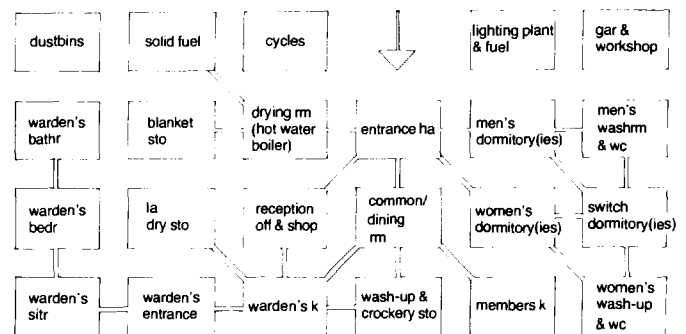 dustbins
solid fuel
cycles
lighting plant
& fuel
gar &
workshop
warden's
bathr
blanket
sto
drying rm
(hot water
boiler)
entrance ha
men's
dormitory(ies)
men's
washrm
& wc
warden's
bedr
la
dry sto
reception
off & shop
common/
dining
rm
women's
dormitory(ies)
switch
dormitory(ies)
warden's
sitr
warden's
entrance
warden's k
wash-up &
crockery sto
members k
women's
wash-up
& wc